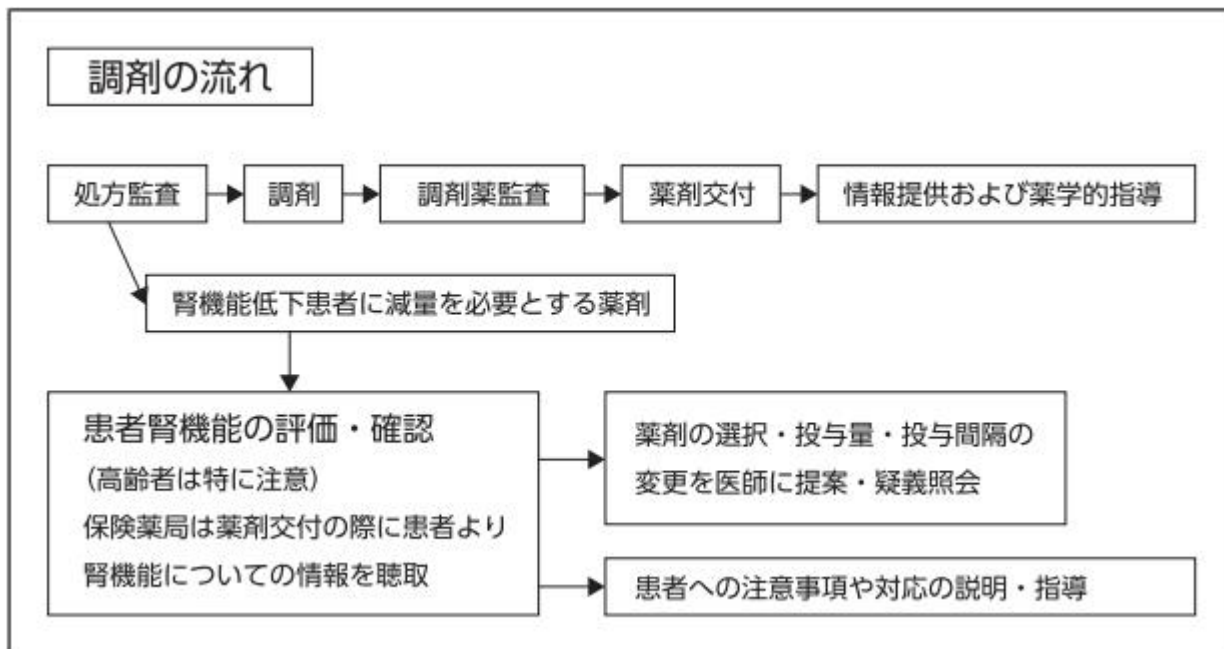 調剤の流れ
処方監査
調剤
調剤薬監査
薬剤交付
情報提供および薬学的指導
腎機能低下患者に減量を必要とする薬剤
患者腎機能の評価・確認
(高齢者は特に注意)
保険薬局は薬剤交付の際に患者より
腎機能についての情報を聴取
薬剤の選択・投与量・投与間隔の
変更を医師に提案・疑義照会
患者への注意事項や対応の説明・指導